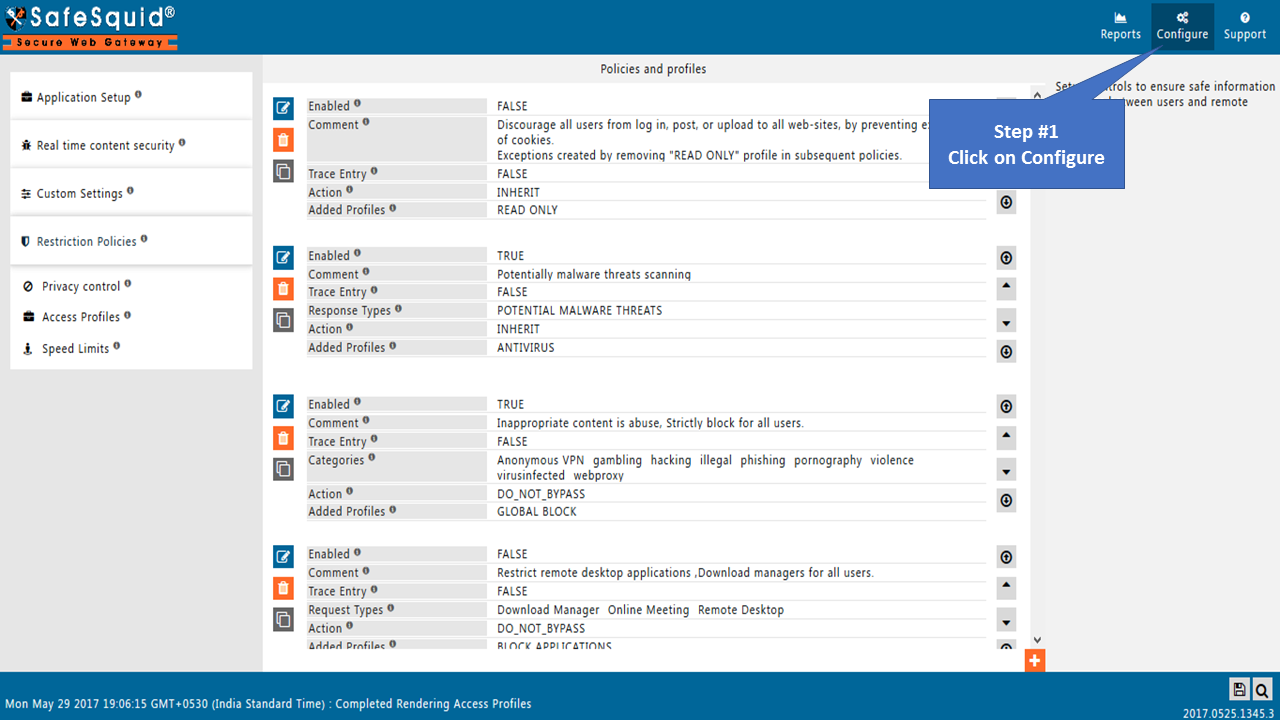 SafeSquid®
Secure Web Gateway
Reports
Configure
Support
Application Setup
Real time content security
Custom Settings
Restriction Policies
Privacy control
Access Profiles
Speed Limits
Policies and profiles
Enabled FALSE
Comment Discourage all users from log in, post, or upload to all web-sites, by preventing
of cookies.
Exceptions created by removing "READ ONLY" profile in subsequent policies.
Trace Entry FALSE
Action INHERIT
Added Profiles READ ONLY
Enabled TRUE
Comment Potentially malware threats scanning
Trace Entry FALSE
Response Types POTENTIAL MALWARE THREATS
Action INHERIT
Added Profiles ANTIVIRUS
Enabled TRUE
Comment Inappropriate content is abuse, Strictly block for all users.
Trace Entry FALSE
Categories Anonymous VPN gambling hacking illegal phishing pornography violence
virusinfected webproxy
Action DO_NOT_BYPASS
Added Profiles GLOBAL BLOCK
Enabled FALSE
Comment Restrict remote desktop applications ,Download managers for all users.
Trace Entry FALSE
Request Types Download Manager Online Meeting Remote Desktop
Action DO_NOT_BYPASS
Added Profiles BLOCK APPLICATIONS
to ensure safe information
between users and remote
Step #1
Click on Configure
Mon May 29 2017 19:06:15 GMT+0530 (India Standard Time) : Completed Rendering Access Profiles
2017.0525.1345.3